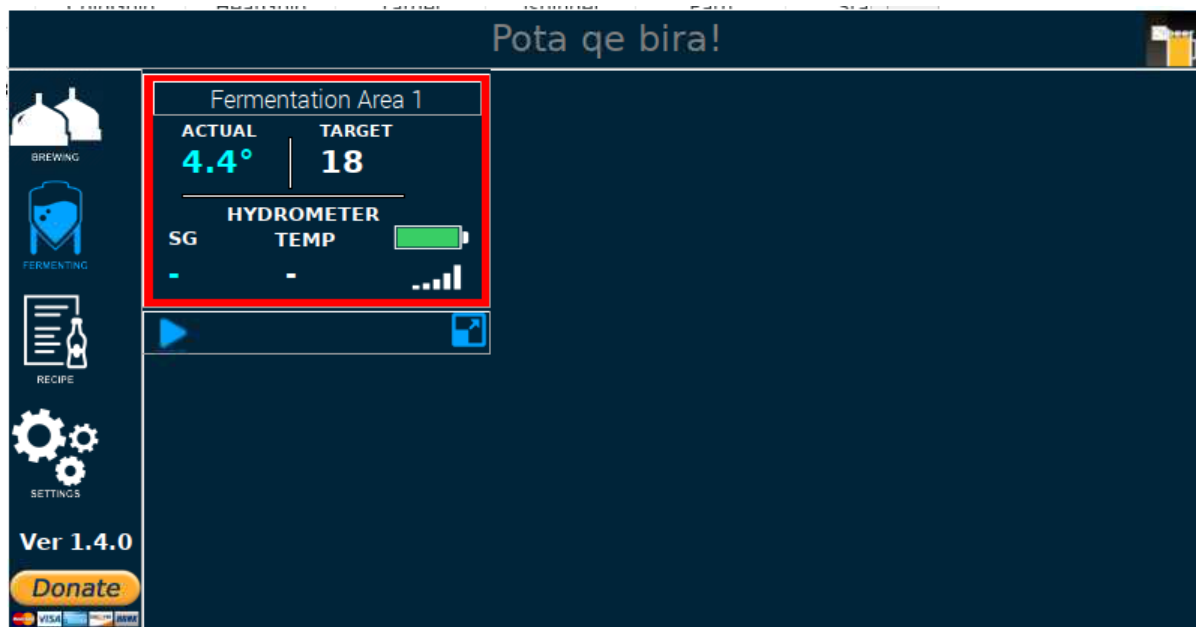 Pota qe bira!
Fermentation Area 1
ACTUAL TARGET
4.4° 18
HYDROMETER
SG TEMP
- -
BREWING
FERMENTING
RECIPE
SETTINGS
Ver 1.4.0
Donate
VISA